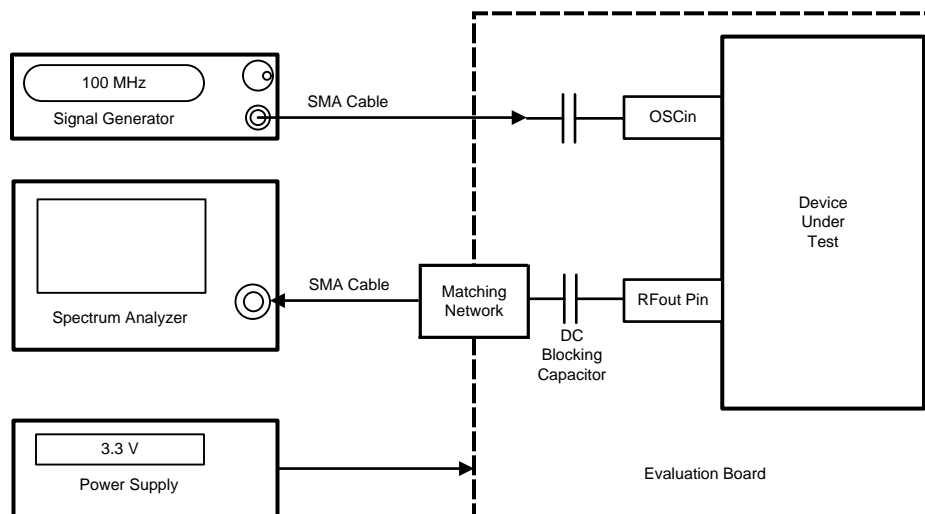 100 MHz
Signal Generator
SMA Cable
OSCin
Device
Under
Test
SMA Cable
Matching
Network
RFout Pin
Spectrum Analyzer
DC
Blocking
Capacitor
3.3 V
Power Supply
Evaluation Board